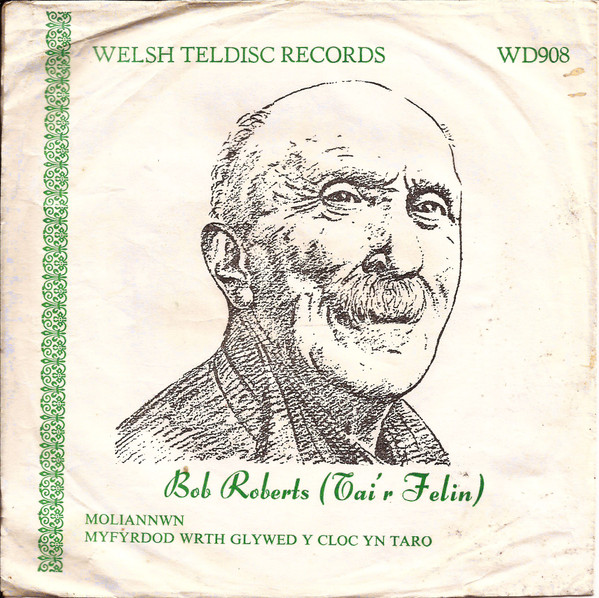 WELSH TELDISC RECORDS WD908
Bob Roberts (Tai'r Felin)
MOLIANNWN
MYFYRDOD WRTH GLYWED Y CLOC YN TARO